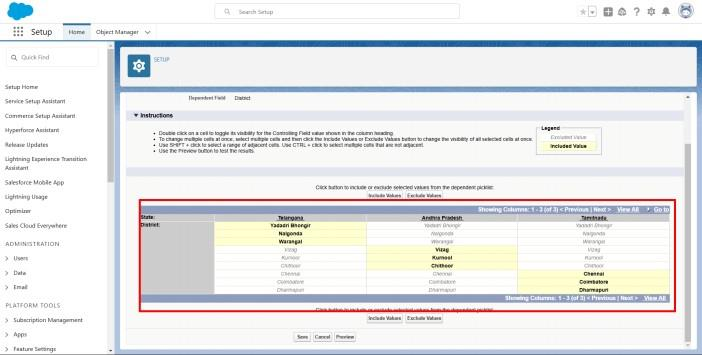 Search Setup
Setup
Home
Object Manager
Quick Find
SETUP
Setup Home
Service Setup Assistant
Commerce Setup Assistant
Hyperforce Assistant
Release Updates
Lightning Experience Transition
Assistant
Salesforce Mobile App
Lightning Usage
Optimizer
Sales Cloud Everywhere
ADMINISTRATION
Users
Data
Email
PLATFORM TOOLS
Subscription Management
Apps
Feature Settings
Dependent Field District
Instructions
• Double click on a cell to toggle its visibility for the Controlling Field value shown in the column heading.
• To change multiple cells at once, select multiple cells and then click the Include Values or Exclude Values button to change the visibility of all selected cells at once.
• Use SHIFT + click to select a range of adjacent cells. Use CTRL + click to select multiple cells that are not adjacent.
• Use the Preview button to test the results.
Legend
Excluded Value
Included Value
Click button to include or exclude selected values from the dependent picklist:
Include Values Exclude Values
Showing Columns: 1 - 3 (of 3) < Previous | Next > View All Go to
State: Telangana Andhra Pradesh Tamilnadu
District: Yadadri Bhongir Yadadri Bhongir Yadadri Bhongir
Nalgonda Nalgonda Nalgonda
Warangal Warangal Warangal
Vizag Vizag Vizag
Kurnool Kurnool Kurnool
Chithoor Chithoor Chithoor
Chennai Chennai Chennai
Coimbatore Coimbatore Coimbatore
Dharmapuri Dharmapuri Dharmapuri
Showing Columns: 1 - 3 (of 3) < Previous | Next > View All
Click button to include or exclude selected values from the dependent picklist:
Include Values Exclude Values
Save Cancel Preview